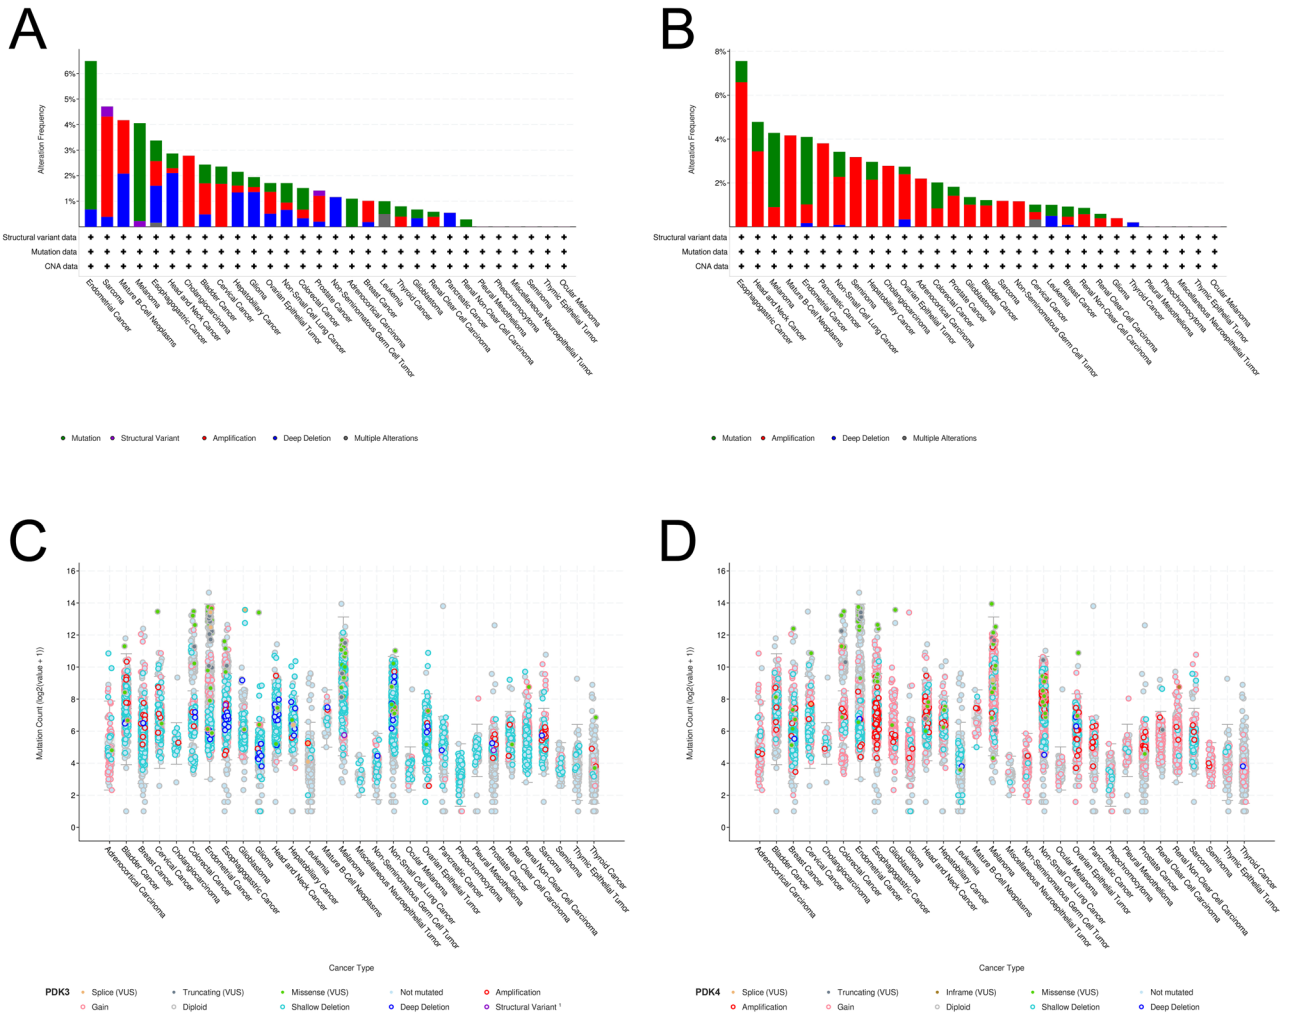 A
6%
5%
4%
3%
2%
1%
Alteration Frequency
Structural variant data
Mutation data
CNA data
Endometrial Cancer
Sarcoma
Mature B-Cell Neoplasms
Melanoma
Esophagogastric Cancer
Head and Neck Cancer
Cholangiocarcinoma
Bladder Cancer
Cervical Cancer
Hepatobiliary Cancer
Glioma
Ovarian Epithelial Tumor
Non-Small Cell Lung Cancer
Colorectal Cancer
Prostate Cancer
Non-Seminomatous Germ Cell Tumor
Adrenocortical Carcinoma
Breast Cancer
Leukemia
Thyroid Cancer
Glioblastoma
Renal Clear Cell Carcinoma
Pancreatic Cancer
Renal Non-Clear Cell Carcinoma
Pleural Mesothelioma
Pheochromocytoma
Miscellaneous Neuroepithelial Tumor
Seminoma
Thymic Epithelial Tumor
Ocular Melanoma
Mutation Structural Variant Amplification Deep Deletion Multiple Alterations
B
8%
6%
4%
2%
Alteration Frequency
Structural variant data
Mutation data
CNA data
Esophagogastric Cancer
Head and Neck Cancer
Melanoma
Mature B-Cell Neoplasms
Endometrial Cancer
Pancreatic Cancer
Non-Small Cell Lung Cancer
Seminoma
Hepatobiliary Cancer
Cholangiocarcinoma
Ovarian Epithelial Tumor
Adrenocortical Carcinoma
Colorectal Cancer
Prostate Cancer
Glioblastoma
Bladder Cancer
Sarcoma
Non-Seminomatous Germ Cell Tumor
Cervical Cancer
Leukemia
Breast Cancer
Renal Non-Clear Cell Carcinoma
Renal Clear Cell Carcinoma
Glioma
Thyroid Cancer
Pleural Mesothelioma
Pheochromocytoma
Miscellaneous Neuroepithelial Tumor
Thymic Epithelial Tumor
Ocular Melanoma
Mutation Amplification Deep Deletion Multiple Alterations
C
16
14
12
10
8
6
4
2
0
Mutation Count (log2(value + 1))
Adrenocortical Carcinoma
Bladder Cancer
Breast Cancer
Cervical Cancer
Cholangiocarcinoma
Colorectal Cancer
Endometrial Cancer
Esophagogastric Cancer
Glioblastoma
Glioma
Head and Neck Cancer
Hepatobiliary Cancer
Leukemia
Mature B-Cell Neoplasms
Melanoma
Miscellaneous Neuroepithelial Tumor
Non-Seminomatous Germ Cell Tumor
Non-Small Cell Lung Cancer
Ocular Melanoma
Ovarian Epithelial Tumor
Pancreatic Cancer
Pheochromocytoma
Pleural Mesothelioma
Prostate Cancer
Renal Clear Cell Carcinoma
Renal Non-Clear Cell Carcinoma
Sarcoma
Seminoma
Thymic Epithelial Tumor
Thyroid Cancer
Cancer Type
PDK3 Splice (VUS) Truncating (VUS) Missense (VUS) Not mutated Amplification
Gain Diploid Shallow Deletion Deep Deletion Structural Variant ¹
D
16
14
12
10
8
6
4
2
0
Mutation Count (log2(value + 1))
Adrenocortical Carcinoma
Bladder Cancer
Breast Cancer
Cervical Cancer
Cholangiocarcinoma
Colorectal Cancer
Endometrial Cancer
Esophagogastric Cancer
Glioblastoma
Glioma
Head and Neck Cancer
Hepatobiliary Cancer
Leukemia
Mature B-Cell Neoplasms
Melanoma
Miscellaneous Neuroepithelial Tumor
Non-Seminomatous Germ Cell Tumor
Non-Small Cell Lung Cancer
Ocular Melanoma
Ovarian Epithelial Tumor
Pancreatic Cancer
Pheochromocytoma
Pleural Mesothelioma
Prostate Cancer
Renal Clear Cell Carcinoma
Renal Non-Clear Cell Carcinoma
Sarcoma
Seminoma
Thymic Epithelial Tumor
Thyroid Cancer
Cancer Type
PDK4 Splice (VUS) Truncating (VUS) Inframe (VUS) Missense (VUS) Not mutated
Amplification Gain Diploid Shallow Deletion Deep Deletion